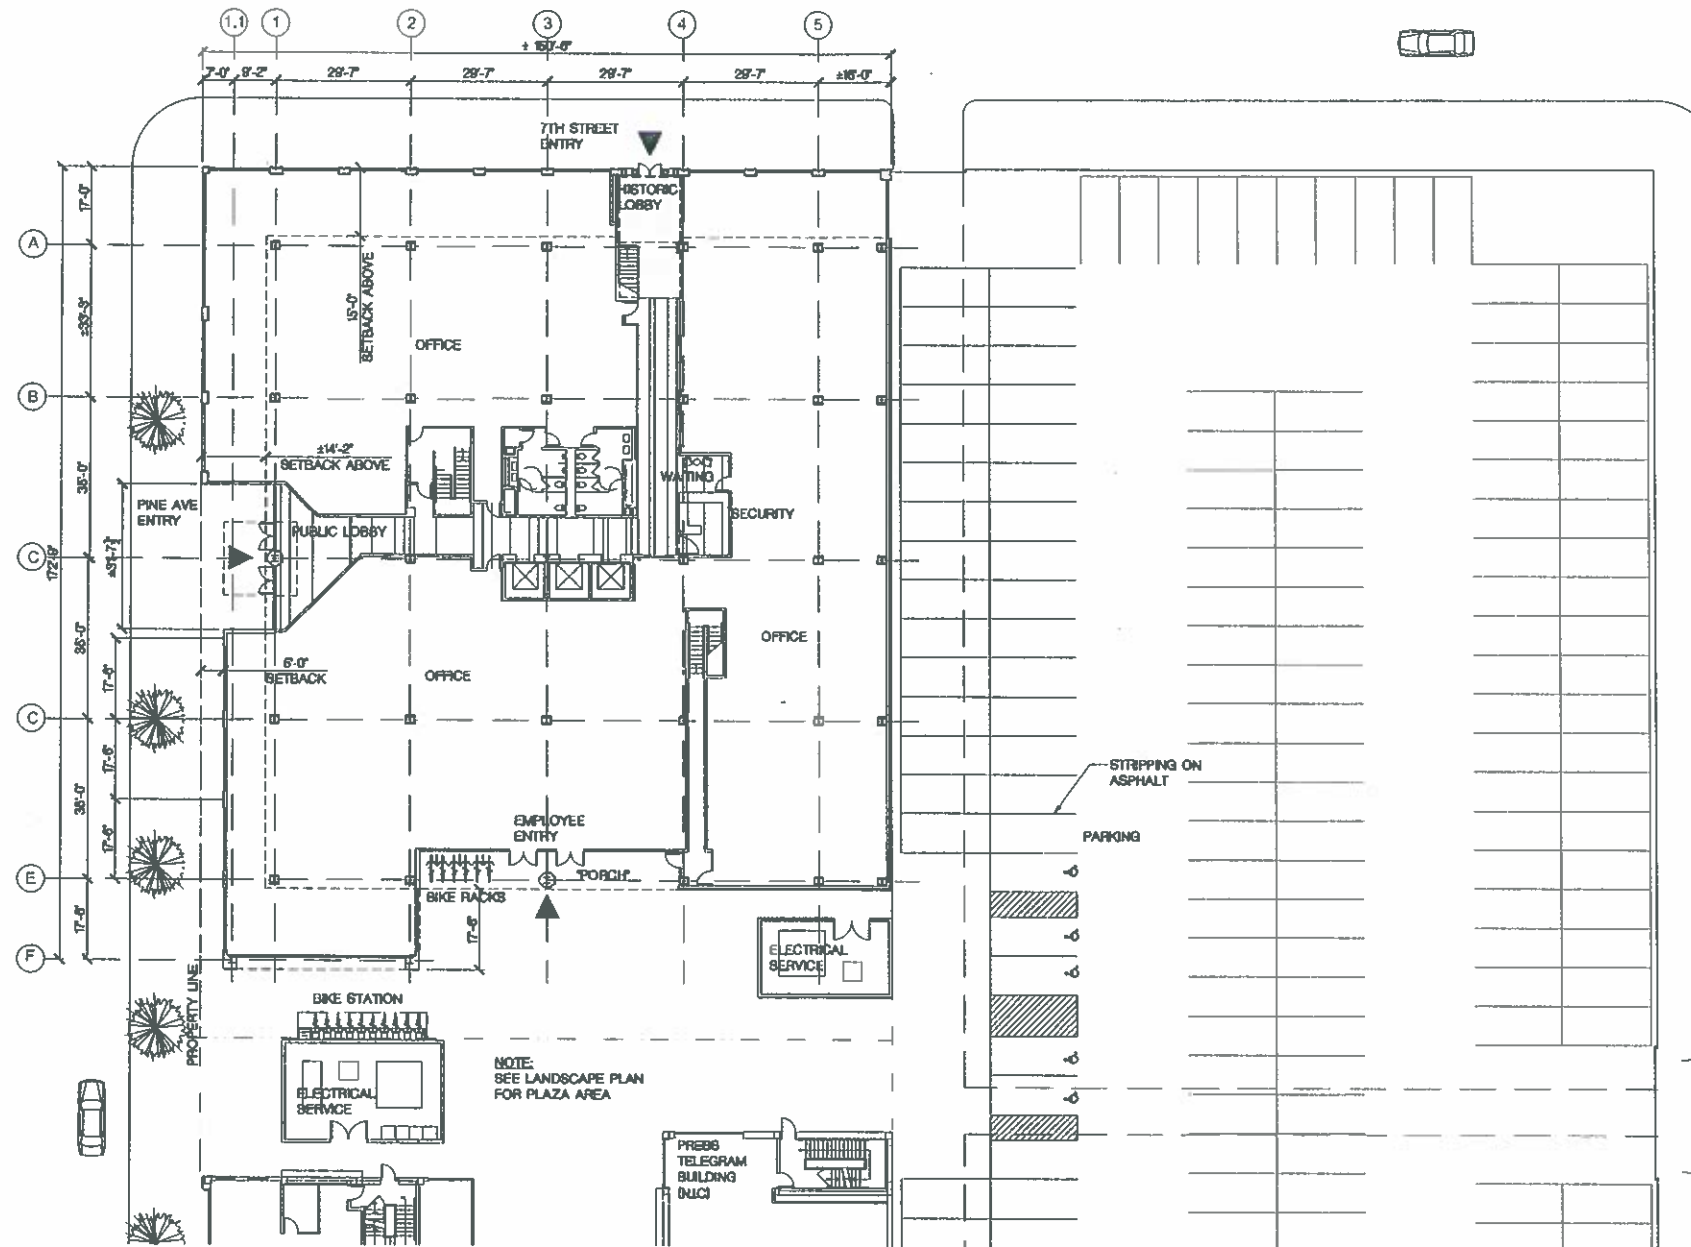 1.1 1 2 3 4 5
± 150'-6"
7'-0" 9'-2" 29'-7" 29'-7" 29'-7" 29'-7" ±16'-0"
7TH STREET
ENTRY
HISTORIC
LOBBY
17'-0"
A
15'-0"
SETBACK ABOVE
±33'-3"
OFFICE
B
±14'-2"
SETBACK ABOVE
35'-0"
WAITING
PINE AVE
ENTRY
SECURITY
PUBLIC LOBBY
C
172'-9"
OFFICE
6'-0"
SETBACK
OFFICE
35'-0"
17'-6"
C
17'-6"
STRIPPING ON
ASPHALT
35'-0"
EMPLOYEE
ENTRY
17'-6"
PARKING
E
"PORCH"
BIKE RACKS
17'-6"
17'-6"
F
ELECTRICAL
SERVICE
PROPERTY LINE
BIKE STATION
NOTE:
SEE LANDSCAPE PLAN
FOR PLAZA AREA
ELECTRICAL
SERVICE
PRESS
TELEGRAM
BUILDING
(N.I.C)